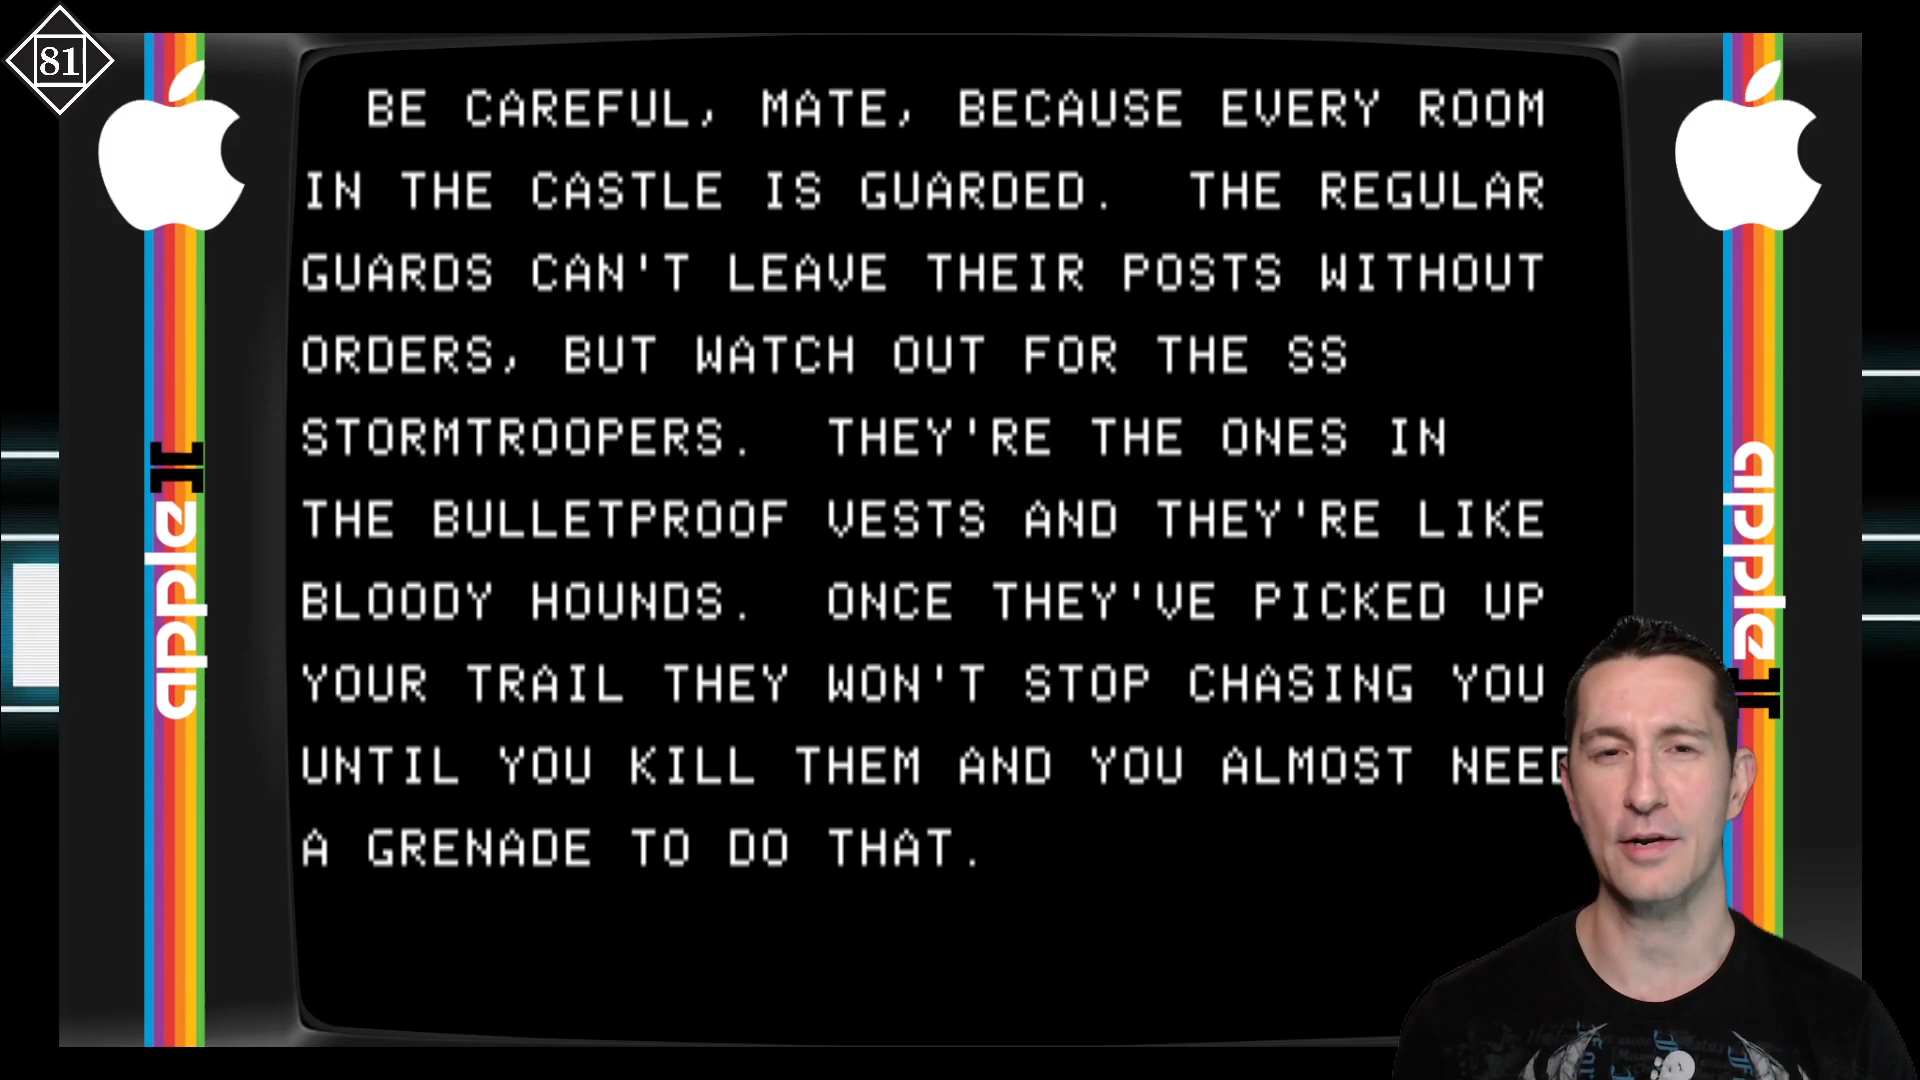 81
BE CAREFUL, MATE, BECAUSE EVERY ROOM
IN THE CASTLE IS GUARDED.  THE REGULAR
GUARDS CAN'T LEAVE THEIR POSTS WITHOUT
ORDERS, BUT WATCH OUT FOR THE SS
STORMTROOPERS.  THEY'RE THE ONES IN
THE BULLETPROOF VESTS AND THEY'RE LIKE
BLOODY HOUNDS.  ONCE THEY'VE PICKED UP
YOUR TRAIL THEY WON'T STOP CHASING YOU
UNTIL YOU KILL THEM AND YOU ALMOST NEED
A GRENADE TO DO THAT.
apple ][
apple ][